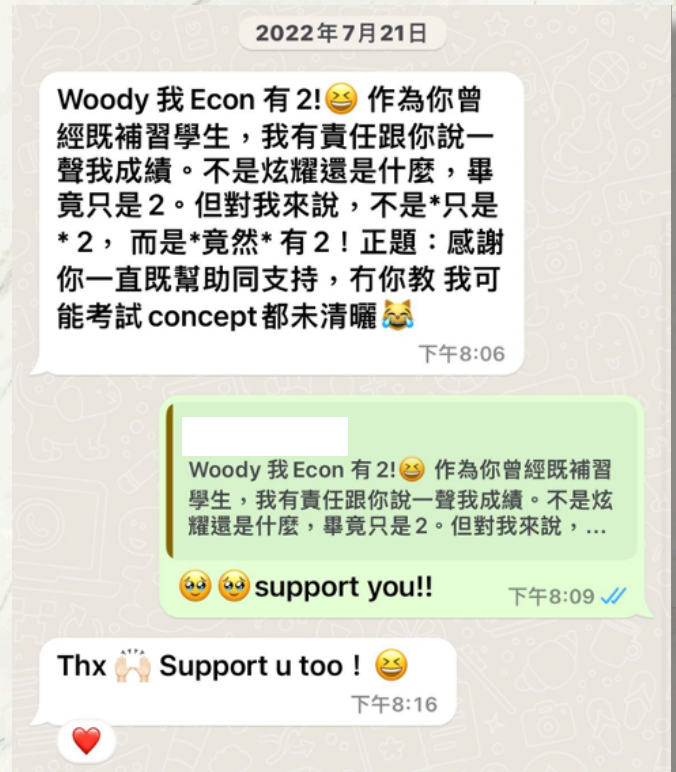 2022年7月21日
Woody 我 Econ 有 2!😆 作為你曾
經既補習學生，我有責任跟你說一
聲我成績。不是炫耀還是什麼，畢
竟只是 2。但對我來說，不是*只是
* 2， 而是*竟然* 有 2！正題：感謝
你一直既幫助同支持，冇你教 我可
能考試 concept 都未清曬😹
下午8:06
Woody 我 Econ 有 2!😆 作為你曾經既補習
學生，我有責任跟你說一聲我成績。不是炫
耀還是什麼，畢竟只是 2。但對我來說，...
🥹🥹support you!!
下午8:09
Thx 🙌🏻 Support u too！😆
下午8:16
❤️